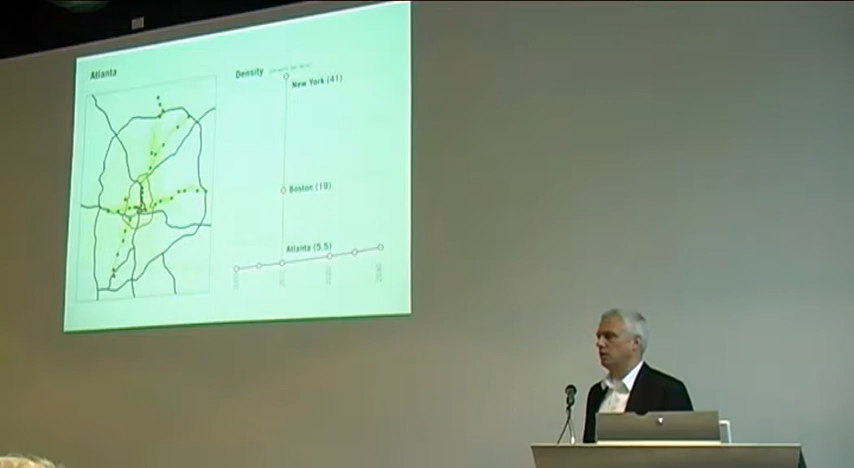 Atlanta
Density
New York (41)
Boston (19)
Atlanta (5.5)